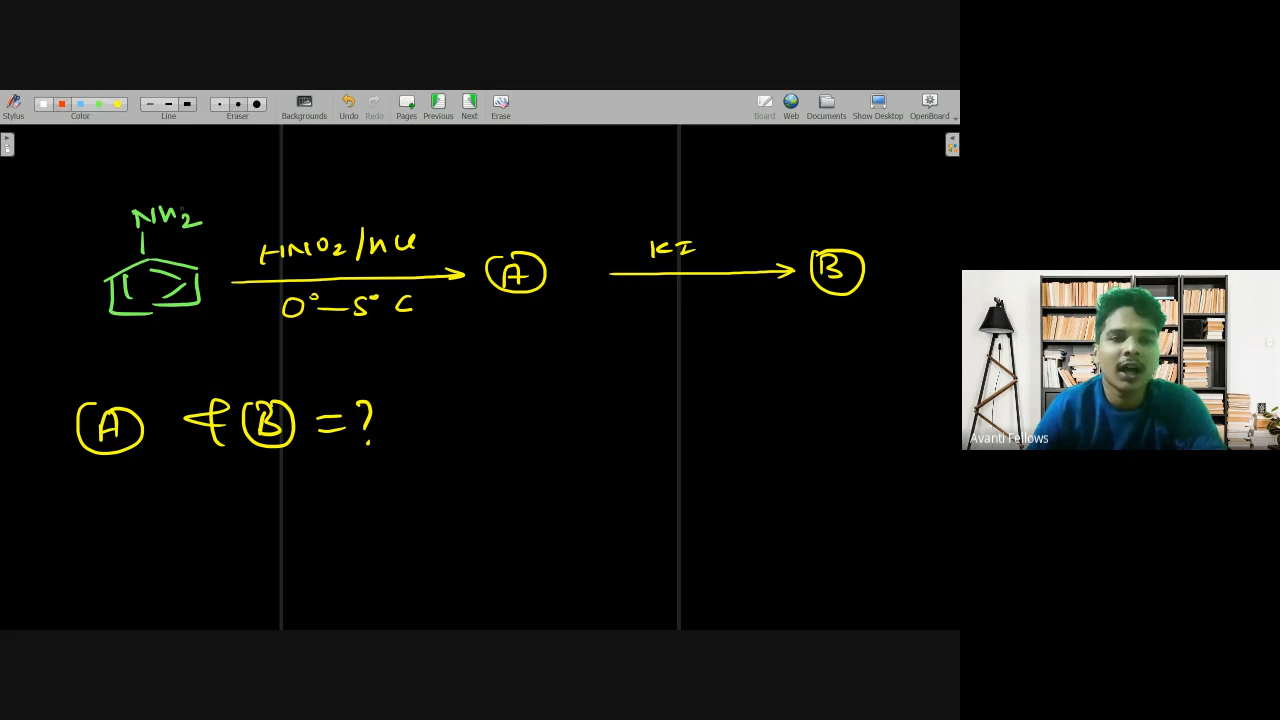 Stylus Color Line Eraser Backgrounds Undo Redo Pages Previous Next Erase Board Web Documents Show Desktop OpenBoard
NH2
HNO2/HCl
0°-5°C
A
KI
B
A & B = ?
Avanti Fellows